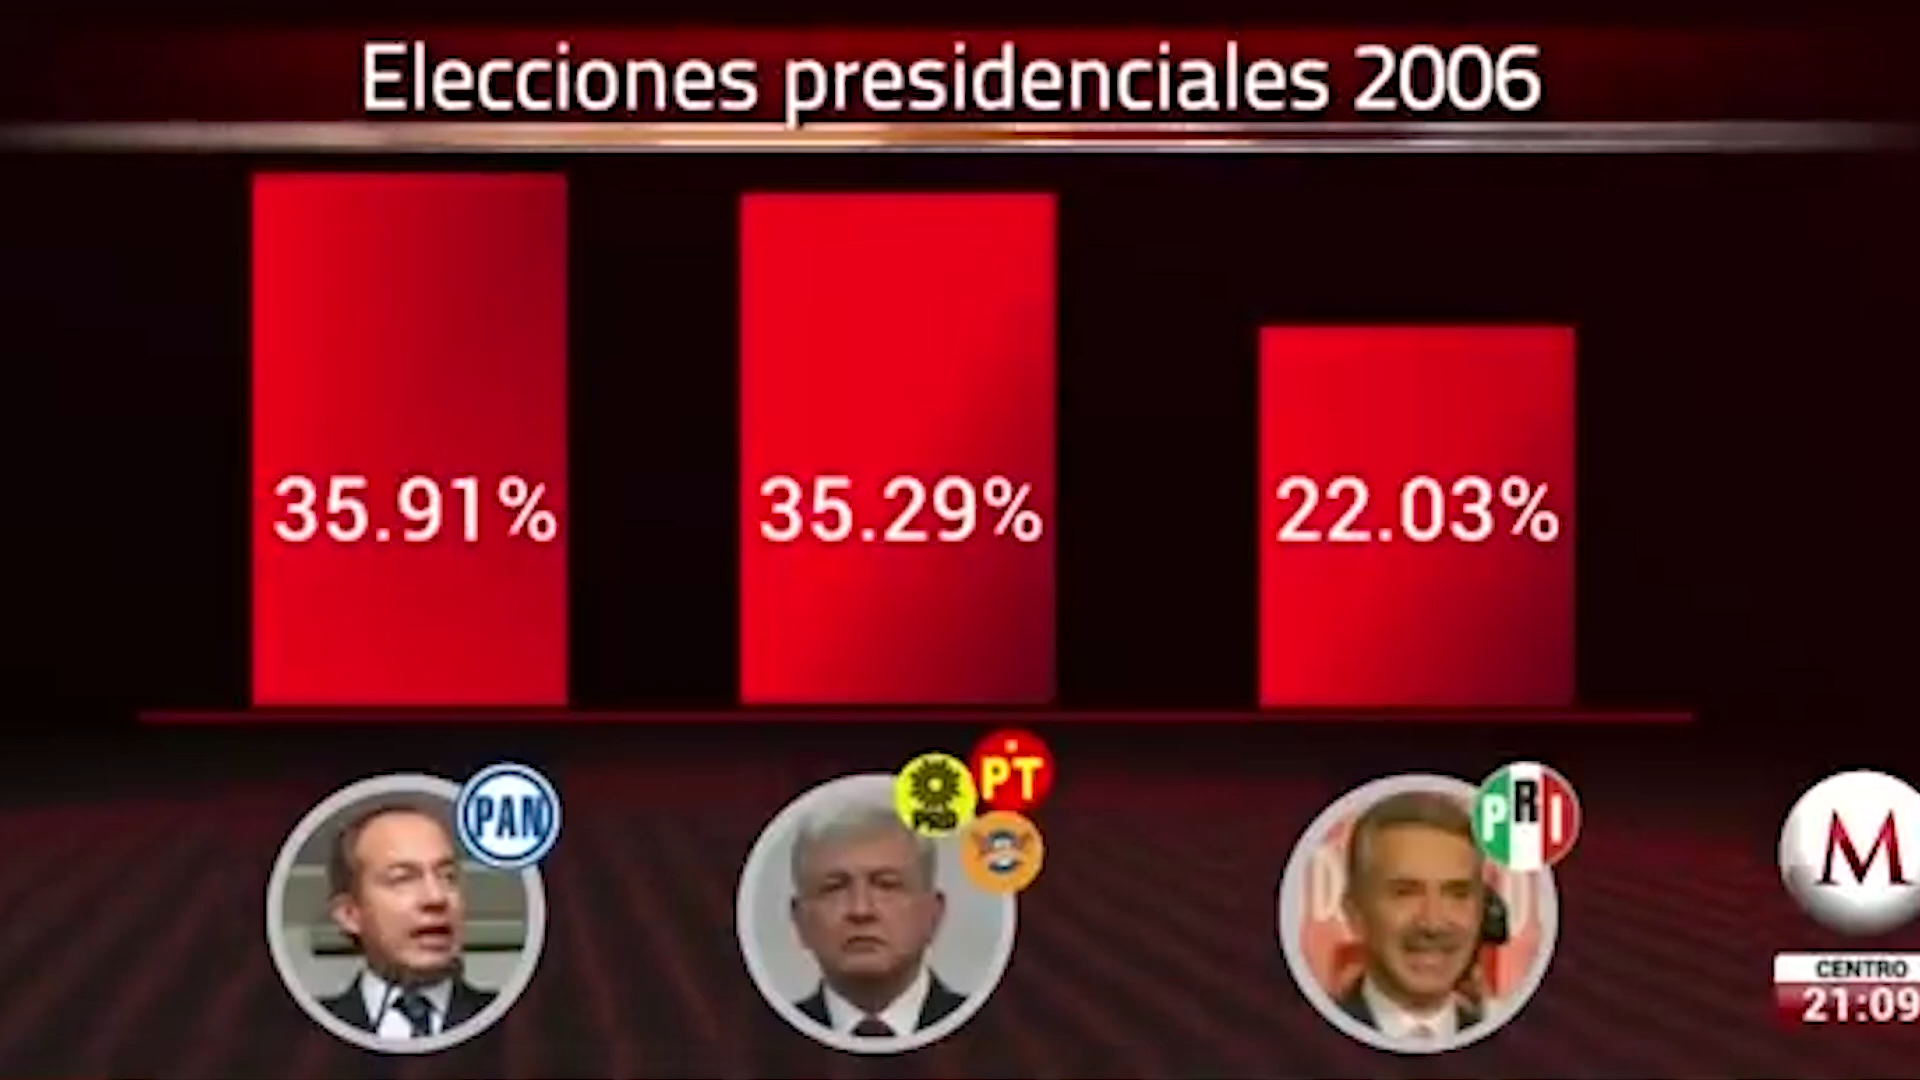 Elecciones presidenciales 2006
35.91%
35.29%
22.03%
PAN
PRD
PT
PRI
M
CENTRO
21:09